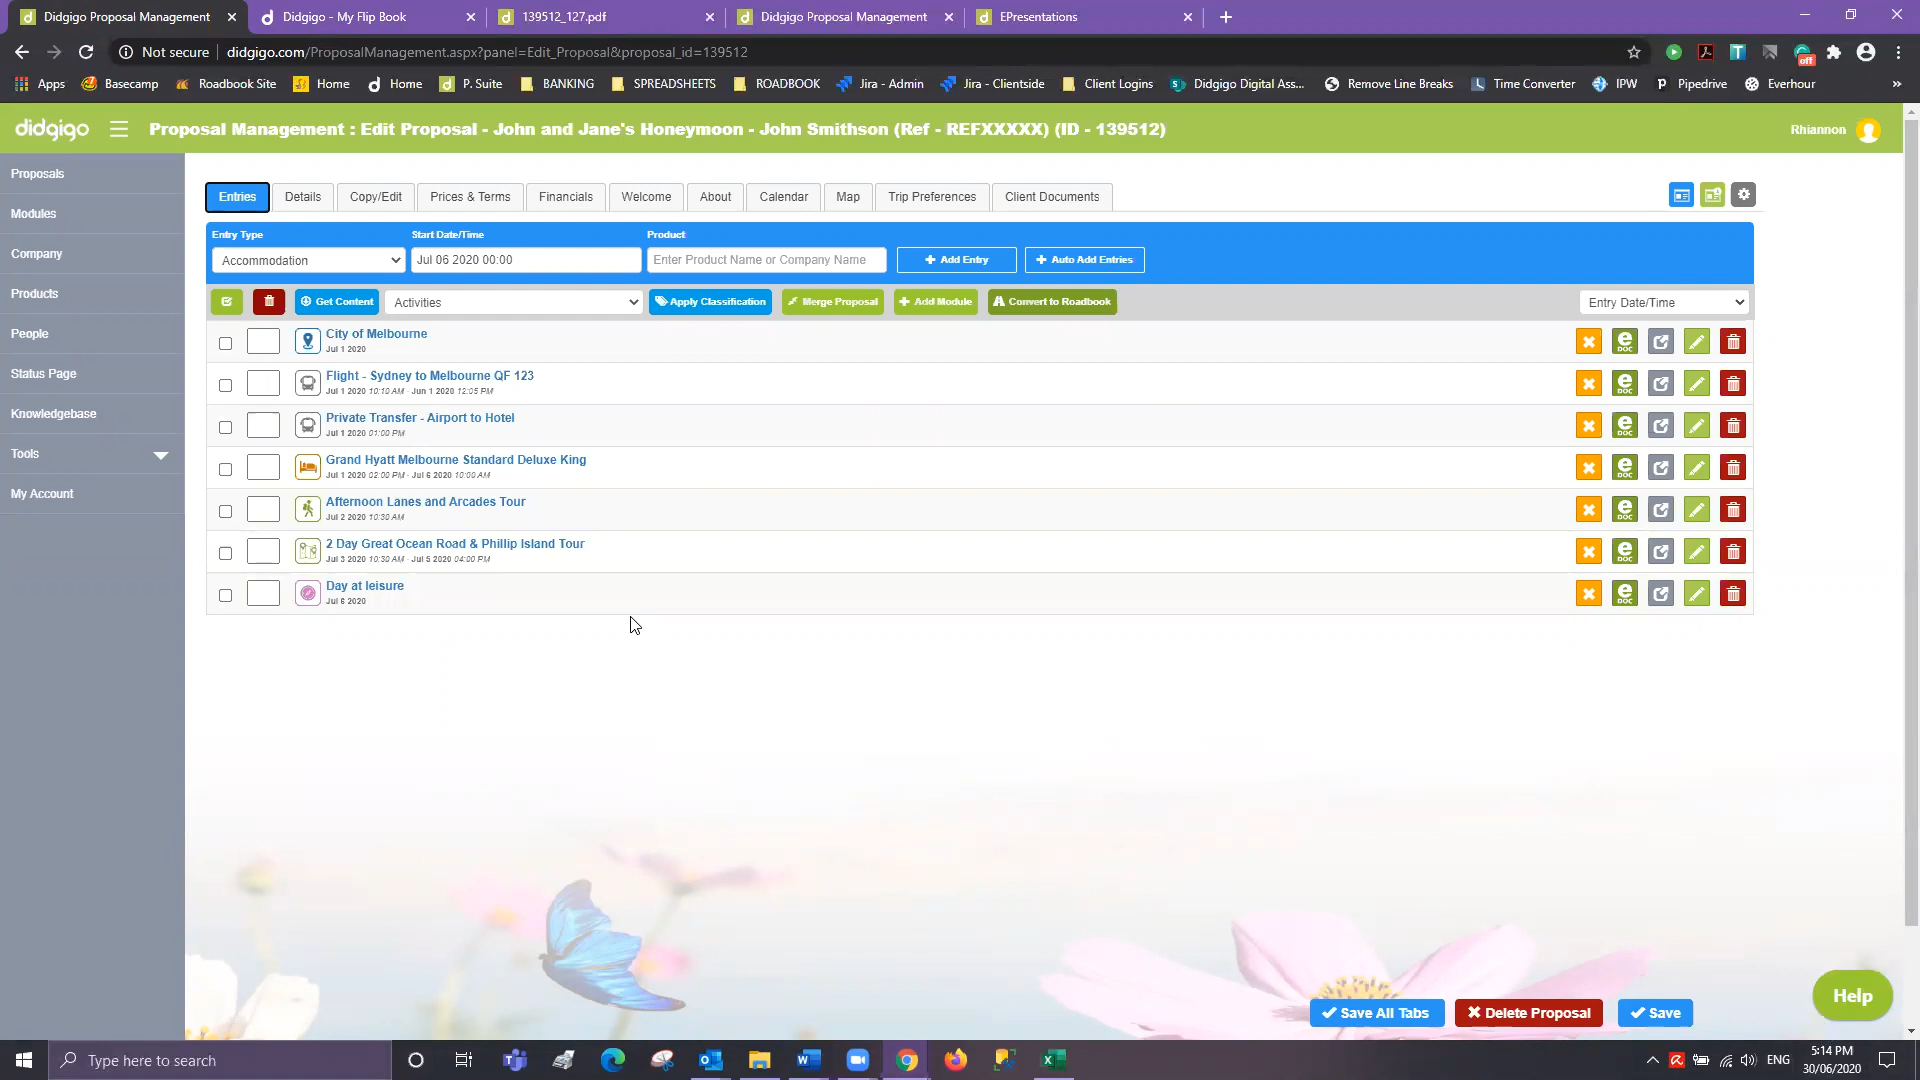 Didgigo Proposal Management
Didgigo - My Flip Book
139512_127.pdf
Didgigo Proposal Management
EPresentations
Not secure
didgigo.com/ProposalManagement.aspx?panel=Edit_Proposal&proposal_id=139512
off
Apps Basecamp Roadbook Site Home Home P. Suite BANKING SPREADSHEETS ROADBOOK Jira - Admin Jira - Clientside Client Logins Didgigo Digital Ass... Remove Line Breaks Time Converter IPW Pipedrive Everhour
didgigo
Proposal Management : Edit Proposal - John and Jane's Honeymoon - John Smithson (Ref - REFXXXXX) (ID - 139512)
Rhiannon
Proposals
Modules
Company
Products
People
Status Page
Knowledgebase
Tools
My Account
Entries Details Copy/Edit Prices & Terms Financials Welcome About Calendar Map Trip Preferences Client Documents
Entry Type Start Date/Time Product
Accommodation Jul 06 2020 00:00 Enter Product Name or Company Name Add Entry Auto Add Entries
Get Content Activities Apply Classification Merge Proposal Add Module Convert to Roadbook Entry Date/Time
City of Melbourne
Jul 1 2020
e DOC
Flight - Sydney to Melbourne QF 123
Jul 1 2020 10:10 AM - Jun 1 2020 12:05 PM
e DOC
Private Transfer - Airport to Hotel
Jul 1 2020 01:00 PM
e DOC
Grand Hyatt Melbourne Standard Deluxe King
Jul 1 2020 02:00 PM - Jul 6 2020 10:00 AM
e DOC
Afternoon Lanes and Arcades Tour
Jul 2 2020 10:30 AM
e DOC
2 Day Great Ocean Road & Phillip Island Tour
Jul 3 2020 10:30 AM - Jul 5 2020 04:00 PM
e DOC
Day at leisure
Jul 6 2020
e DOC
Help
Save All Tabs Delete Proposal Save
Type here to search
ENG
5:14 PM
30/06/2020